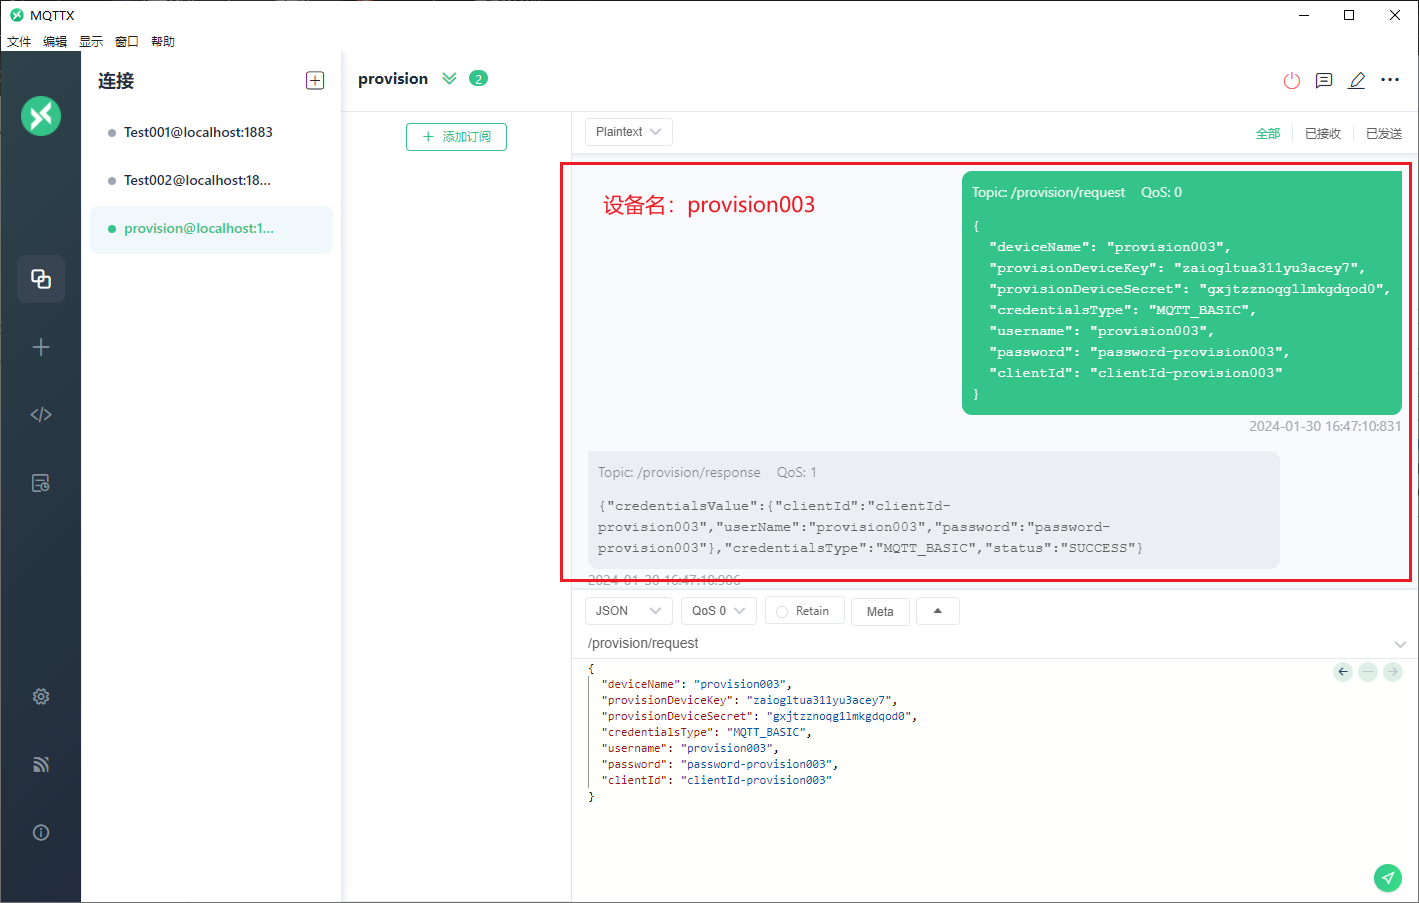 MQTTX
文件 编辑 显示 窗口 帮助
连接
Test001@localhost:1883
Test002@localhost:18...
provision@localhost:1...
provision 2
添加订阅
Plaintext
全部 已接收 已发送
设备名：provision003
Topic: /provision/request QoS: 0
{
"deviceName": "provision003",
"provisionDeviceKey": "zaiogltua311yu3acey7",
"provisionDeviceSecret": "gxjtzznoqg1lmkgdqod0",
"credentialsType": "MQTT_BASIC",
"username": "provision003",
"password": "password-provision003",
"clientId": "clientId-provision003"
}
2024-01-30 16:47:10:831
Topic: /provision/response QoS: 1
{"credentialsValue":{"clientId":"clientId-
provision003","userName":"provision003","password":"password-
provision003"},"credentialsType":"MQTT_BASIC","status":"SUCCESS"}
2024-01-30 16:47:10:906
JSON QoS 0 Retain Meta
/provision/request
{
"deviceName": "provision003",
"provisionDeviceKey": "zaiogltua311yu3acey7",
"provisionDeviceSecret": "gxjtzznoqg1lmkgdqod0",
"credentialsType": "MQTT_BASIC",
"username": "provision003",
"password": "password-provision003",
"clientId": "clientId-provision003"
}